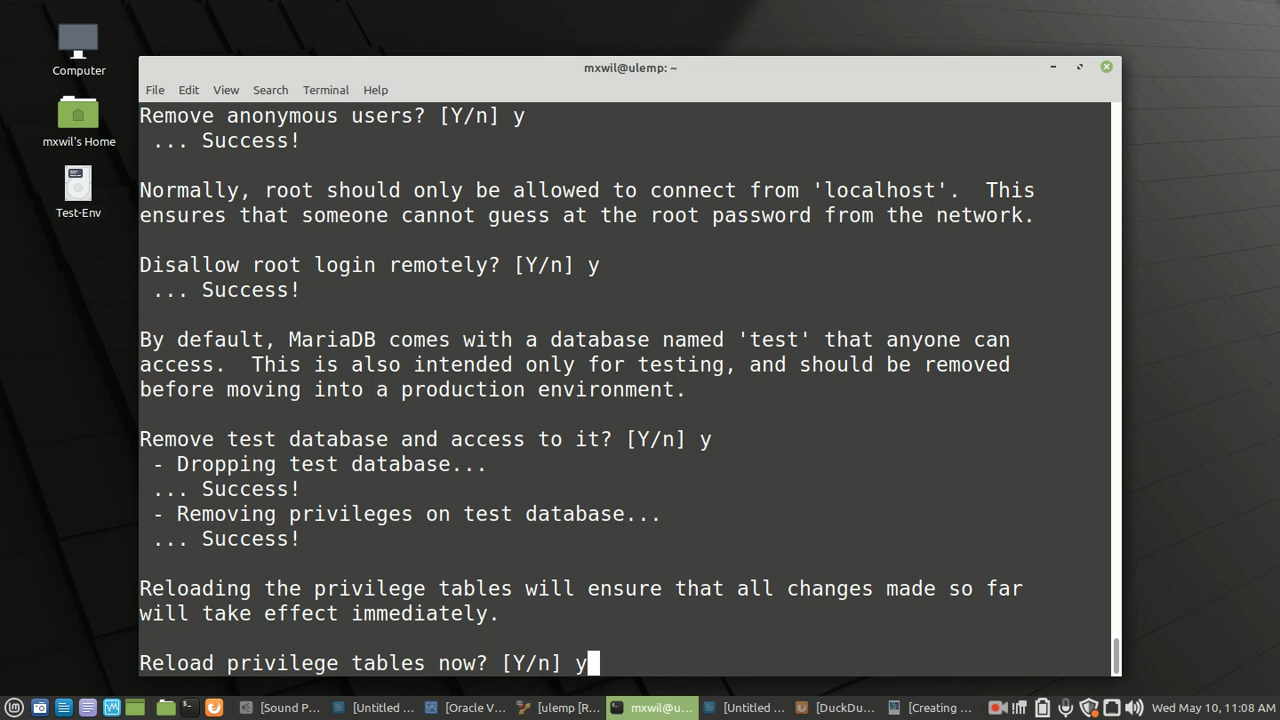 Computer
mxwil's Home
Test-Env
mxwil@ulemp: ~
File Edit View Search Terminal Help
Remove anonymous users? [Y/n] y
... Success!
Normally, root should only be allowed to connect from 'localhost'. This
ensures that someone cannot guess at the root password from the network.
Disallow root login remotely? [Y/n] y
... Success!
By default, MariaDB comes with a database named 'test' that anyone can
access. This is also intended only for testing, and should be removed
before moving into a production environment.
Remove test database and access to it? [Y/n] y
- Dropping test database...
... Success!
- Removing privileges on test database...
... Success!
Reloading the privilege tables will ensure that all changes made so far
will take effect immediately.
Reload privilege tables now? [Y/n] y
[Sound P... [Untitled ... [Oracle V... [ulemp [R... mxwil@u... [Untitled ... [DuckDu... [Creating ... Wed May 10, 11:08 AM